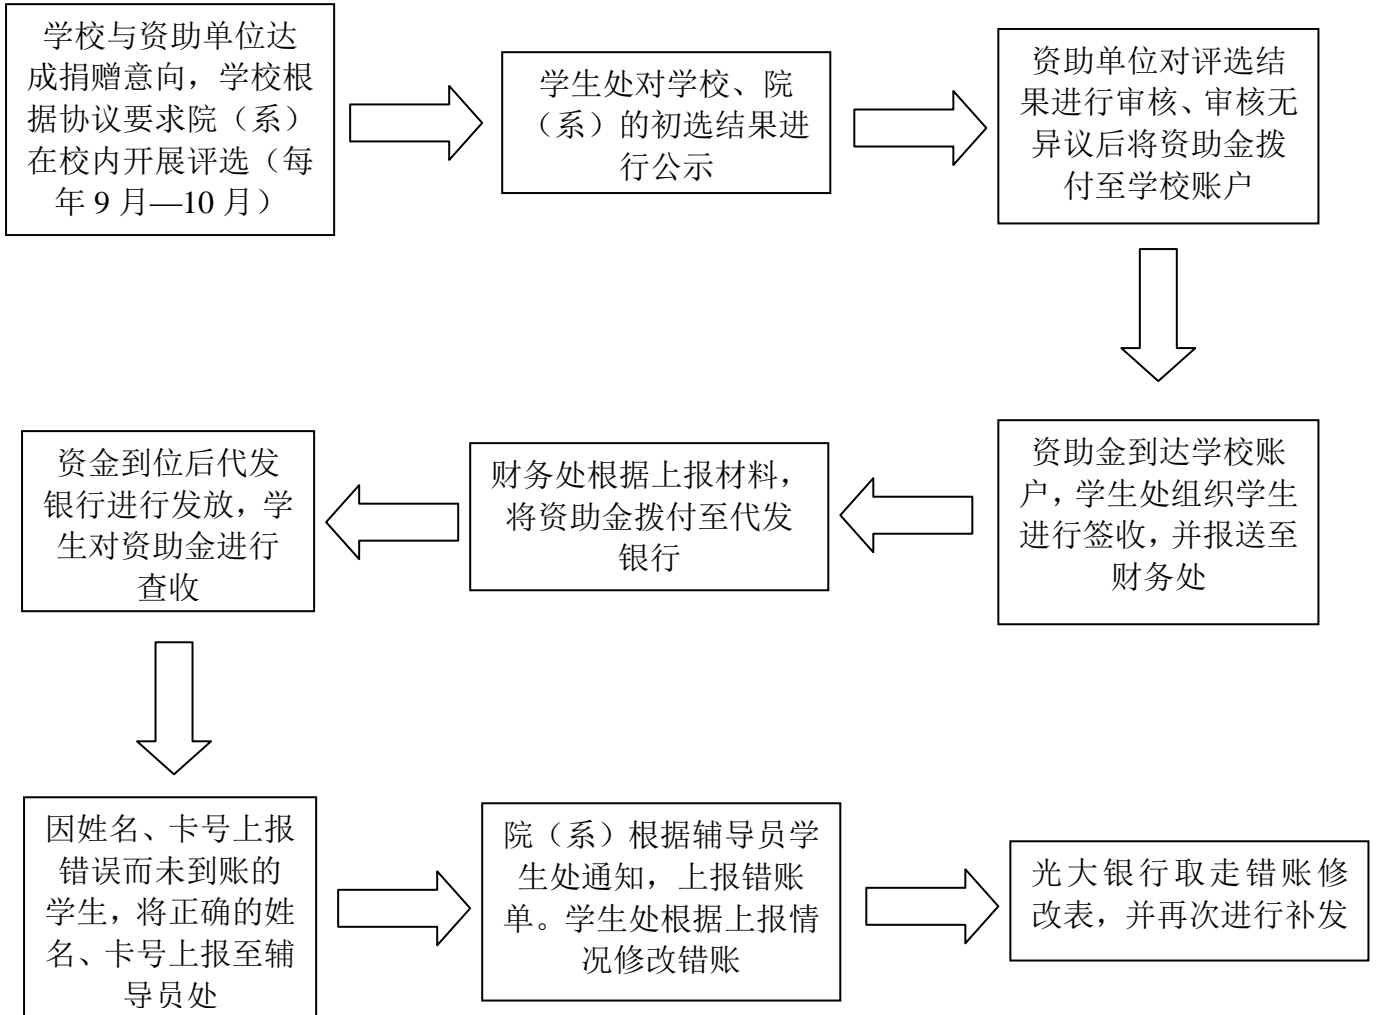 学校与资助单位达
成捐赠意向，学校根
据协议要求院（系）
在校内开展评选（每
年 9 月—10 月）
学生处对学校、院
（系）的初选结果进
行公示
资助单位对评选结
果进行审核、审核无
异议后将资助金拨
付至学校账户
资助金到达学校账
户，学生处组织学生
进行签收，并报送至
财务处
财务处根据上报材料，
将资助金拨付至代发
银行
资金到位后代发
银行进行发放，学
生对资助金进行
查收
因姓名、卡号上报
错误而未到账的
学生，将正确的姓
名、卡号上报至辅
导员处
院（系）根据辅导员学
生处通知，上报错账
单。学生处根据上报情
况修改错账
光大银行取走错账修
改表，并再次进行补发